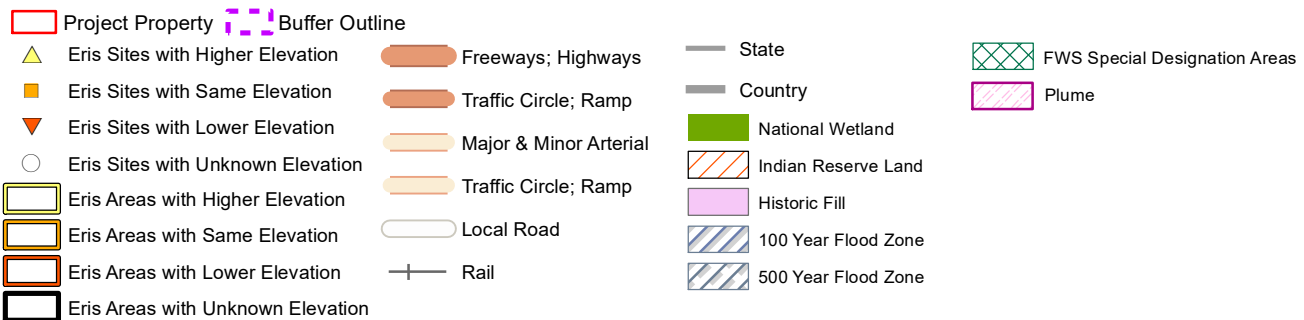 Project Property
Buffer Outline
Eris Sites with Higher Elevation
Eris Sites with Same Elevation
Eris Sites with Lower Elevation
Eris Sites with Unknown Elevation
Eris Areas with Higher Elevation
Eris Areas with Same Elevation
Eris Areas with Lower Elevation
Eris Areas with Unknown Elevation
Freeways; Highways
Traffic Circle; Ramp
Major & Minor Arterial
Traffic Circle; Ramp
Local Road
Rail
State
Country
National Wetland
Indian Reserve Land
Historic Fill
100 Year Flood Zone
500 Year Flood Zone
FWS Special Designation Areas
Plume